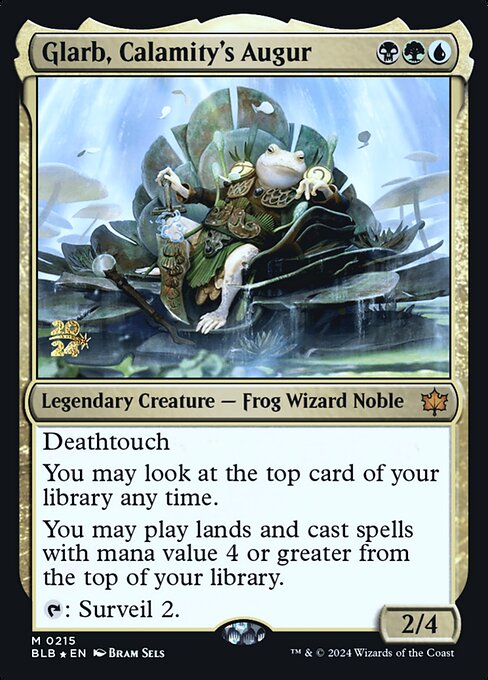 Glarb, Calamity's Augur
2024
Legendary Creature — Frog Wizard Noble
Deathtouch
You may look at the top card of your
library any time.
You may play lands and cast spells
with mana value 4 or greater from
the top of your library.
: Surveil 2.
2/4
M 0215
BLB ★ EN Bram Sels
™ & © 2024 Wizards of the Coast